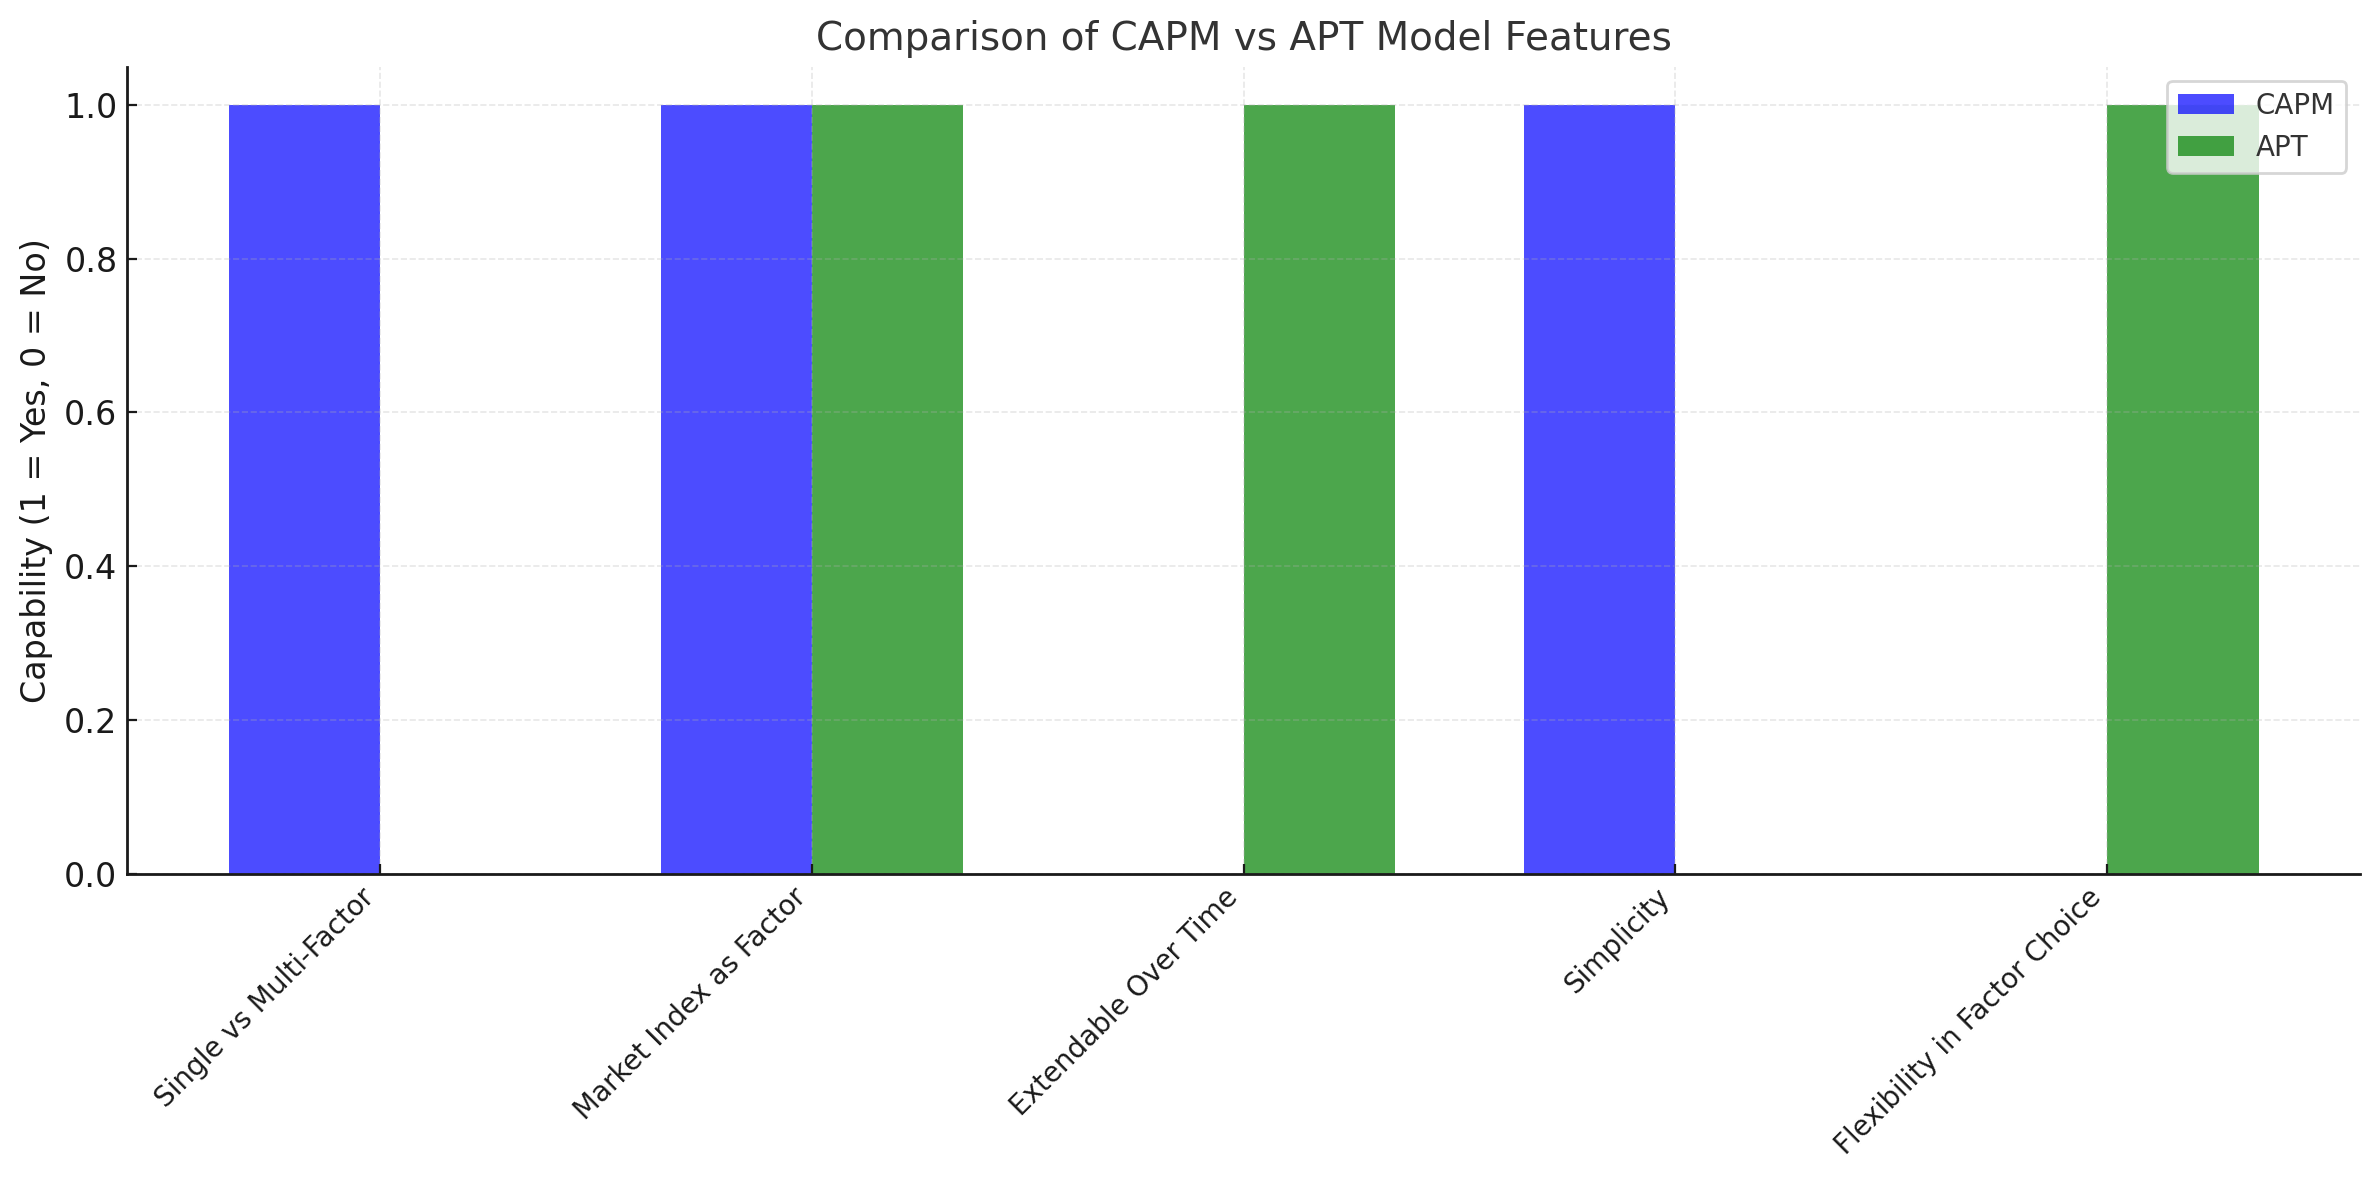 Comparison of CAPM vs APT Model Features
CAPM
APT
Capability (1 = Yes, 0 = No)
1.0
0.8
0.6
0.4
0.2
0.0
Single vs Multi-Factor
Market Index as Factor
Extendable Over Time
Simplicity
Flexibility in Factor Choice